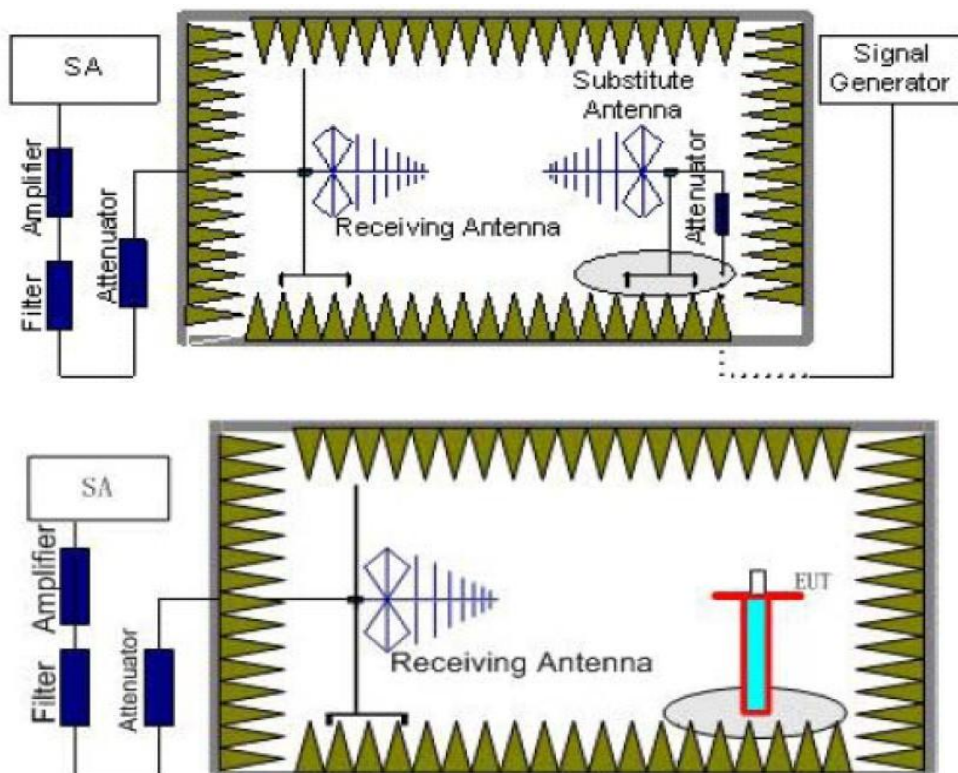 SA
Signal
Generator
Substitute
Antenna
Amplifier
Attenuator
Receiving Antenna
Attenuator
Filter
SA
Amplifier
EUT
Receiving Antenna
Filter
Attenuator